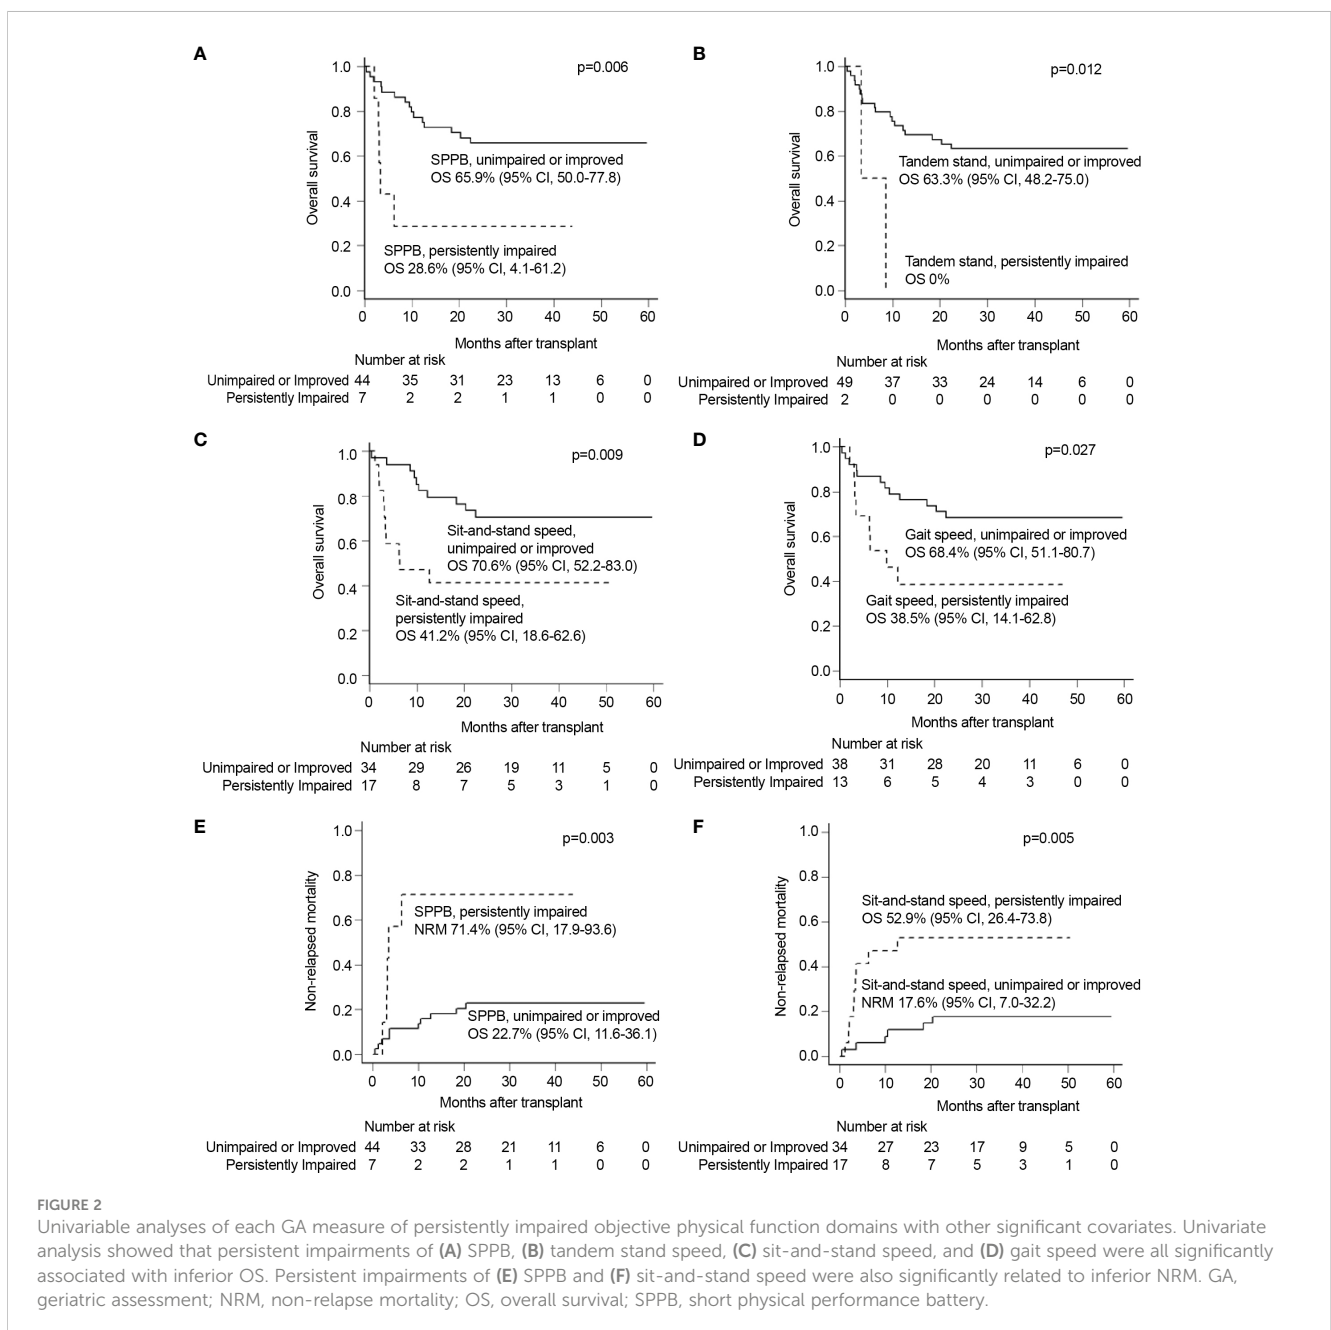 A
p=0.006
1.0
0.8
0.6
0.4
0.2
0.0
Overall survival
SPPB, unimpaired or improved
OS 65.9% (95% CI, 50.0-77.8)
SPPB, persistently impaired
OS 28.6% (95% CI, 4.1-61.2)
0 10 20 30 40 50 60
Months after transplant
Number at risk
Unimpaired or Improved 44 35 31 23 13 6 0
Persistently Impaired 7 2 2 1 1 0 0
B
p=0.012
1.0
0.8
0.6
0.4
0.2
0.0
Overall survival
Tandem stand, unimpaired or improved
OS 63.3% (95% CI, 48.2-75.0)
Tandem stand, persistently impaired
OS 0%
0 10 20 30 40 50 60
Months after transplant
Number at risk
Unimpaired or Improved 49 37 33 24 14 6 0
Persistently Impaired 2 0 0 0 0 0 0
C
p=0.009
1.0
0.8
0.6
0.4
0.2
0.0
Overall survival
Sit-and-stand speed,
unimpaired or improved
OS 70.6% (95% CI, 52.2-83.0)
Sit-and-stand speed,
persistently impaired
OS 41.2% (95% CI, 18.6-62.6)
0 10 20 30 40 50 60
Months after transplant
Number at risk
Unimpaired or Improved 34 29 26 19 11 5 0
Persistently Impaired 17 8 7 5 3 1 0
D
p=0.027
1.0
0.8
0.6
0.4
0.2
0.0
Overall survival
Gait speed, unimpaired or improved
OS 68.4% (95% CI, 51.1-80.7)
Gait speed, persistently impaired
OS 38.5% (95% CI, 14.1-62.8)
0 10 20 30 40 50 60
Months after transplant
Number at risk
Unimpaired or Improved 38 31 28 20 11 6 0
Persistently Impaired 13 6 5 4 3 0 0
E
p=0.003
1.0
0.8
0.6
0.4
0.2
0.0
Non-relapsed mortality
SPPB, persistently impaired
NRM 71.4% (95% CI, 17.9-93.6)
SPPB, unimpaired or improved
OS 22.7% (95% CI, 11.6-36.1)
0 10 20 30 40 50 60
Months after transplant
Number at risk
Unimpaired or Improved 44 33 28 21 11 6 0
Persistently Impaired 7 2 2 1 1 0 0
F
p=0.005
1.0
0.8
0.6
0.4
0.2
0.0
Non-relapsed mortality
Sit-and-stand speed, persistently impaired
OS 52.9% (95% CI, 26.4-73.8)
Sit-and-stand speed, unimpaired or improved
NRM 17.6% (95% CI, 7.0-32.2)
0 10 20 30 40 50 60
Months after transplant
Number at risk
Unimpaired or Improved 34 27 23 17 9 5 0
Persistently Impaired 17 8 7 5 3 1 0
FIGURE 2
Univariable analyses of each GA measure of persistently impaired objective physical function domains with other significant covariates. Univariate
analysis showed that persistent impairments of (A) SPPB, (B) tandem stand speed, (C) sit-and-stand speed, and (D) gait speed were all significantly
associated with inferior OS. Persistent impairments of (E) SPPB and (F) sit-and-stand speed were also significantly related to inferior NRM. GA,
geriatric assessment; NRM, non-relapse mortality; OS, overall survival; SPPB, short physical performance battery.